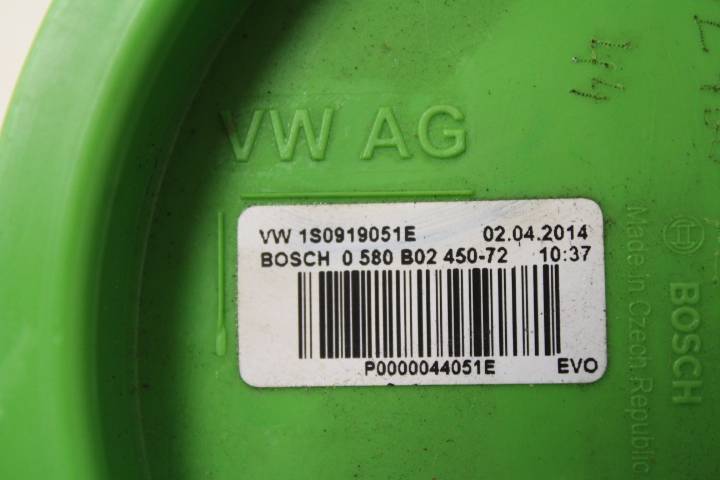 VW AG
VW 1S0919051E 02.04.2014
BOSCH 0 580 B02 450-72 10:37
P0000044051E EVO
BOSCH
Made in Czech Republic
44